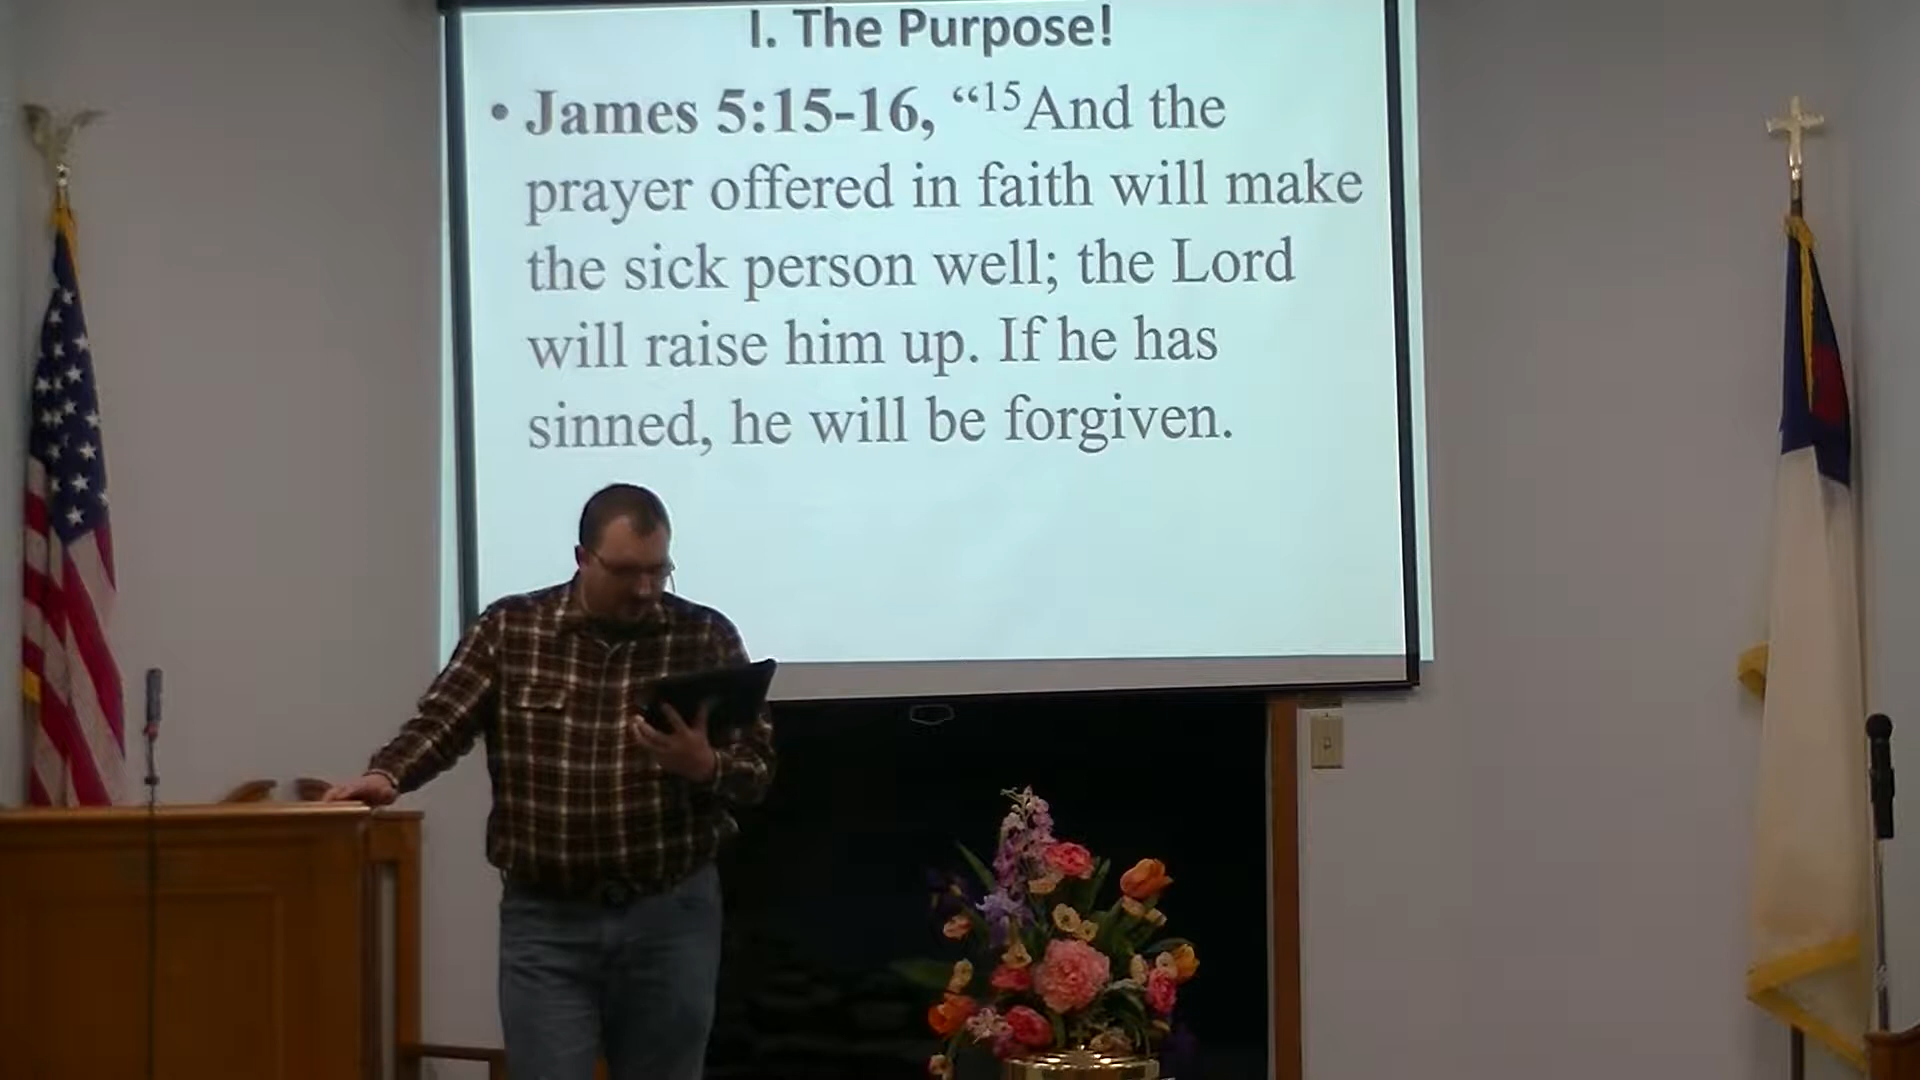 I. The Purpose!
• James 5:15-16, “15And the
prayer offered in faith will make
the sick person well; the Lord
will raise him up. If he has
sinned, he will be forgiven.